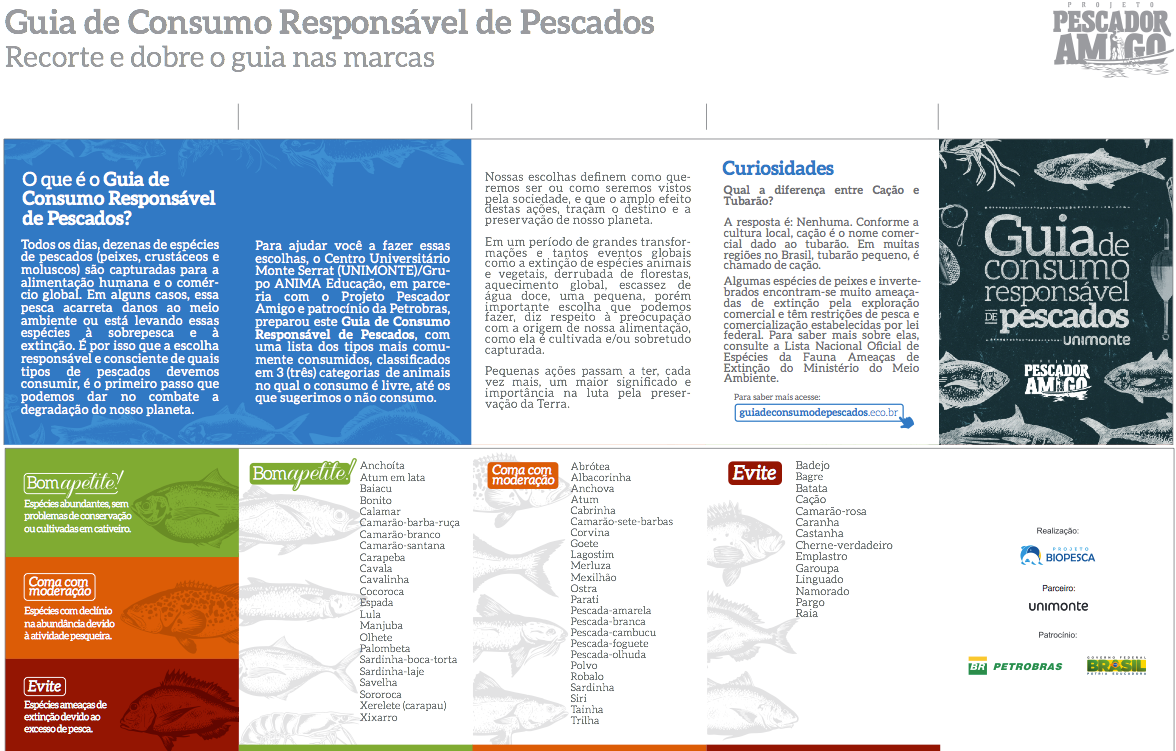 Guia de Consumo Responsável de Pescados
Recorte e dobre o guia nas marcas
PROJETO
PESCADOR
AMIGO
O que é o Guia de
Consumo Responsável
de Pescados?
Todos os dias, dezenas de espécies
de pescados (peixes, crustáceos e
moluscos) são capturadas para a
alimentação humana e o comér-
cio global. Em alguns casos, essa
pesca acarreta danos ao meio
ambiente ou está levando essas
espécies à sobrepesca e à
extinção. É por isso que a escolha
responsável e consciente de quais
tipos de pescados devemos
consumir, é o primeiro passo que
podemos dar no combate a
degradação do nosso planeta.
Para ajudar você a fazer essas
escolhas, o Centro Universitário
Monte Serrat (UNIMONTE)/Gru-
po ANIMA Educação, em parce-
ria com o Projeto Pescador
Amigo e patrocínio da Petrobras,
preparou este Guia de Consumo
Responsável de Pescados, com
uma lista dos tipos mais comu-
mente consumidos, classificados
em 3 (três) categorias de animais
no qual o consumo é livre, até os
que sugerimos o não consumo.
Nossas escolhas definem como que-
remos ser ou como seremos vistos
pela sociedade, e que o amplo efeito
destas ações, traçam o destino e a
preservação de nosso planeta.
Em um período de grandes transfor-
mações e tantos eventos globais
como a extinção de espécies animais
e vegetais, derrubada de florestas,
aquecimento global, escassez de
água doce, uma pequena, porém
importante escolha que podemos
fazer, diz respeito à preocupação
com a origem de nossa alimentação,
como ela é cultivada e/ou sobretudo
capturada.
Pequenas ações passam a ter, cada
vez mais, um maior significado e
importância na luta pela preser-
vação da Terra.
Curiosidades
Qual a diferença entre Cação e
Tubarão?
A resposta é: Nenhuma. Conforme a
cultura local, cação é o nome comer-
cial dado ao tubarão. Em muitas
regiões no Brasil, tubarão pequeno, é
chamado de cação.
Algumas espécies de peixes e inverte-
brados encontram-se muito ameaça-
das de extinção pela exploração
comercial e têm restrições de pesca e
comercialização estabelecidas por lei
federal. Para saber mais sobre elas,
consulte a Lista Nacional Oficial de
Espécies da Fauna Ameaças de
Extinção do Ministério do Meio
Ambiente.
Para saber mais acesse:
guiadeconsumodepescados.eco.br
Guia de
consumo
responsável
DE pescados
unimonte
PROJETO
PESCADOR
AMIGO
Bom apetite!
Espécies abundantes, sem
problemas de conservação
ou cultivadas em cativeiro.
Coma com
moderação
Espécies com declínio
na abundância devido
à atividade pesqueira.
Evite
Espécies ameaças de
extinção devido ao
excesso de pesca.
Bom apetite!
Anchoíta
Atum em lata
Baiacu
Bonito
Calamar
Camarão-barba-ruça
Camarão-branco
Camarão-santana
Carapeba
Cavala
Cavalinha
Cocoroca
Espada
Lula
Manjuba
Olhete
Palombeta
Sardinha-boca-torta
Sardinha-laje
Savelha
Sororoca
Xerelete (carapau)
Xixarro
Coma com
moderação
Abrótea
Albacorinha
Anchova
Atum
Cabrinha
Camarão-sete-barbas
Corvina
Goete
Lagostim
Merluza
Mexilhão
Ostra
Parati
Pescada-amarela
Pescada-branca
Pescada-cambucu
Pescada-foguete
Pescada-olhuda
Polvo
Robalo
Sardinha
Siri
Tainha
Trilha
Evite
Badejo
Bagre
Batata
Cação
Camarão-rosa
Caranha
Castanha
Cherne-verdadeiro
Emplastro
Garoupa
Linguado
Namorado
Pargo
Raia
Realização:
PROJETO
BIOPESCA
Parceiro:
unimonte
Patrocínio:
BR PETROBRAS
GOVERNO FEDERAL
BRASIL
PÁTRIA EDUCADORA